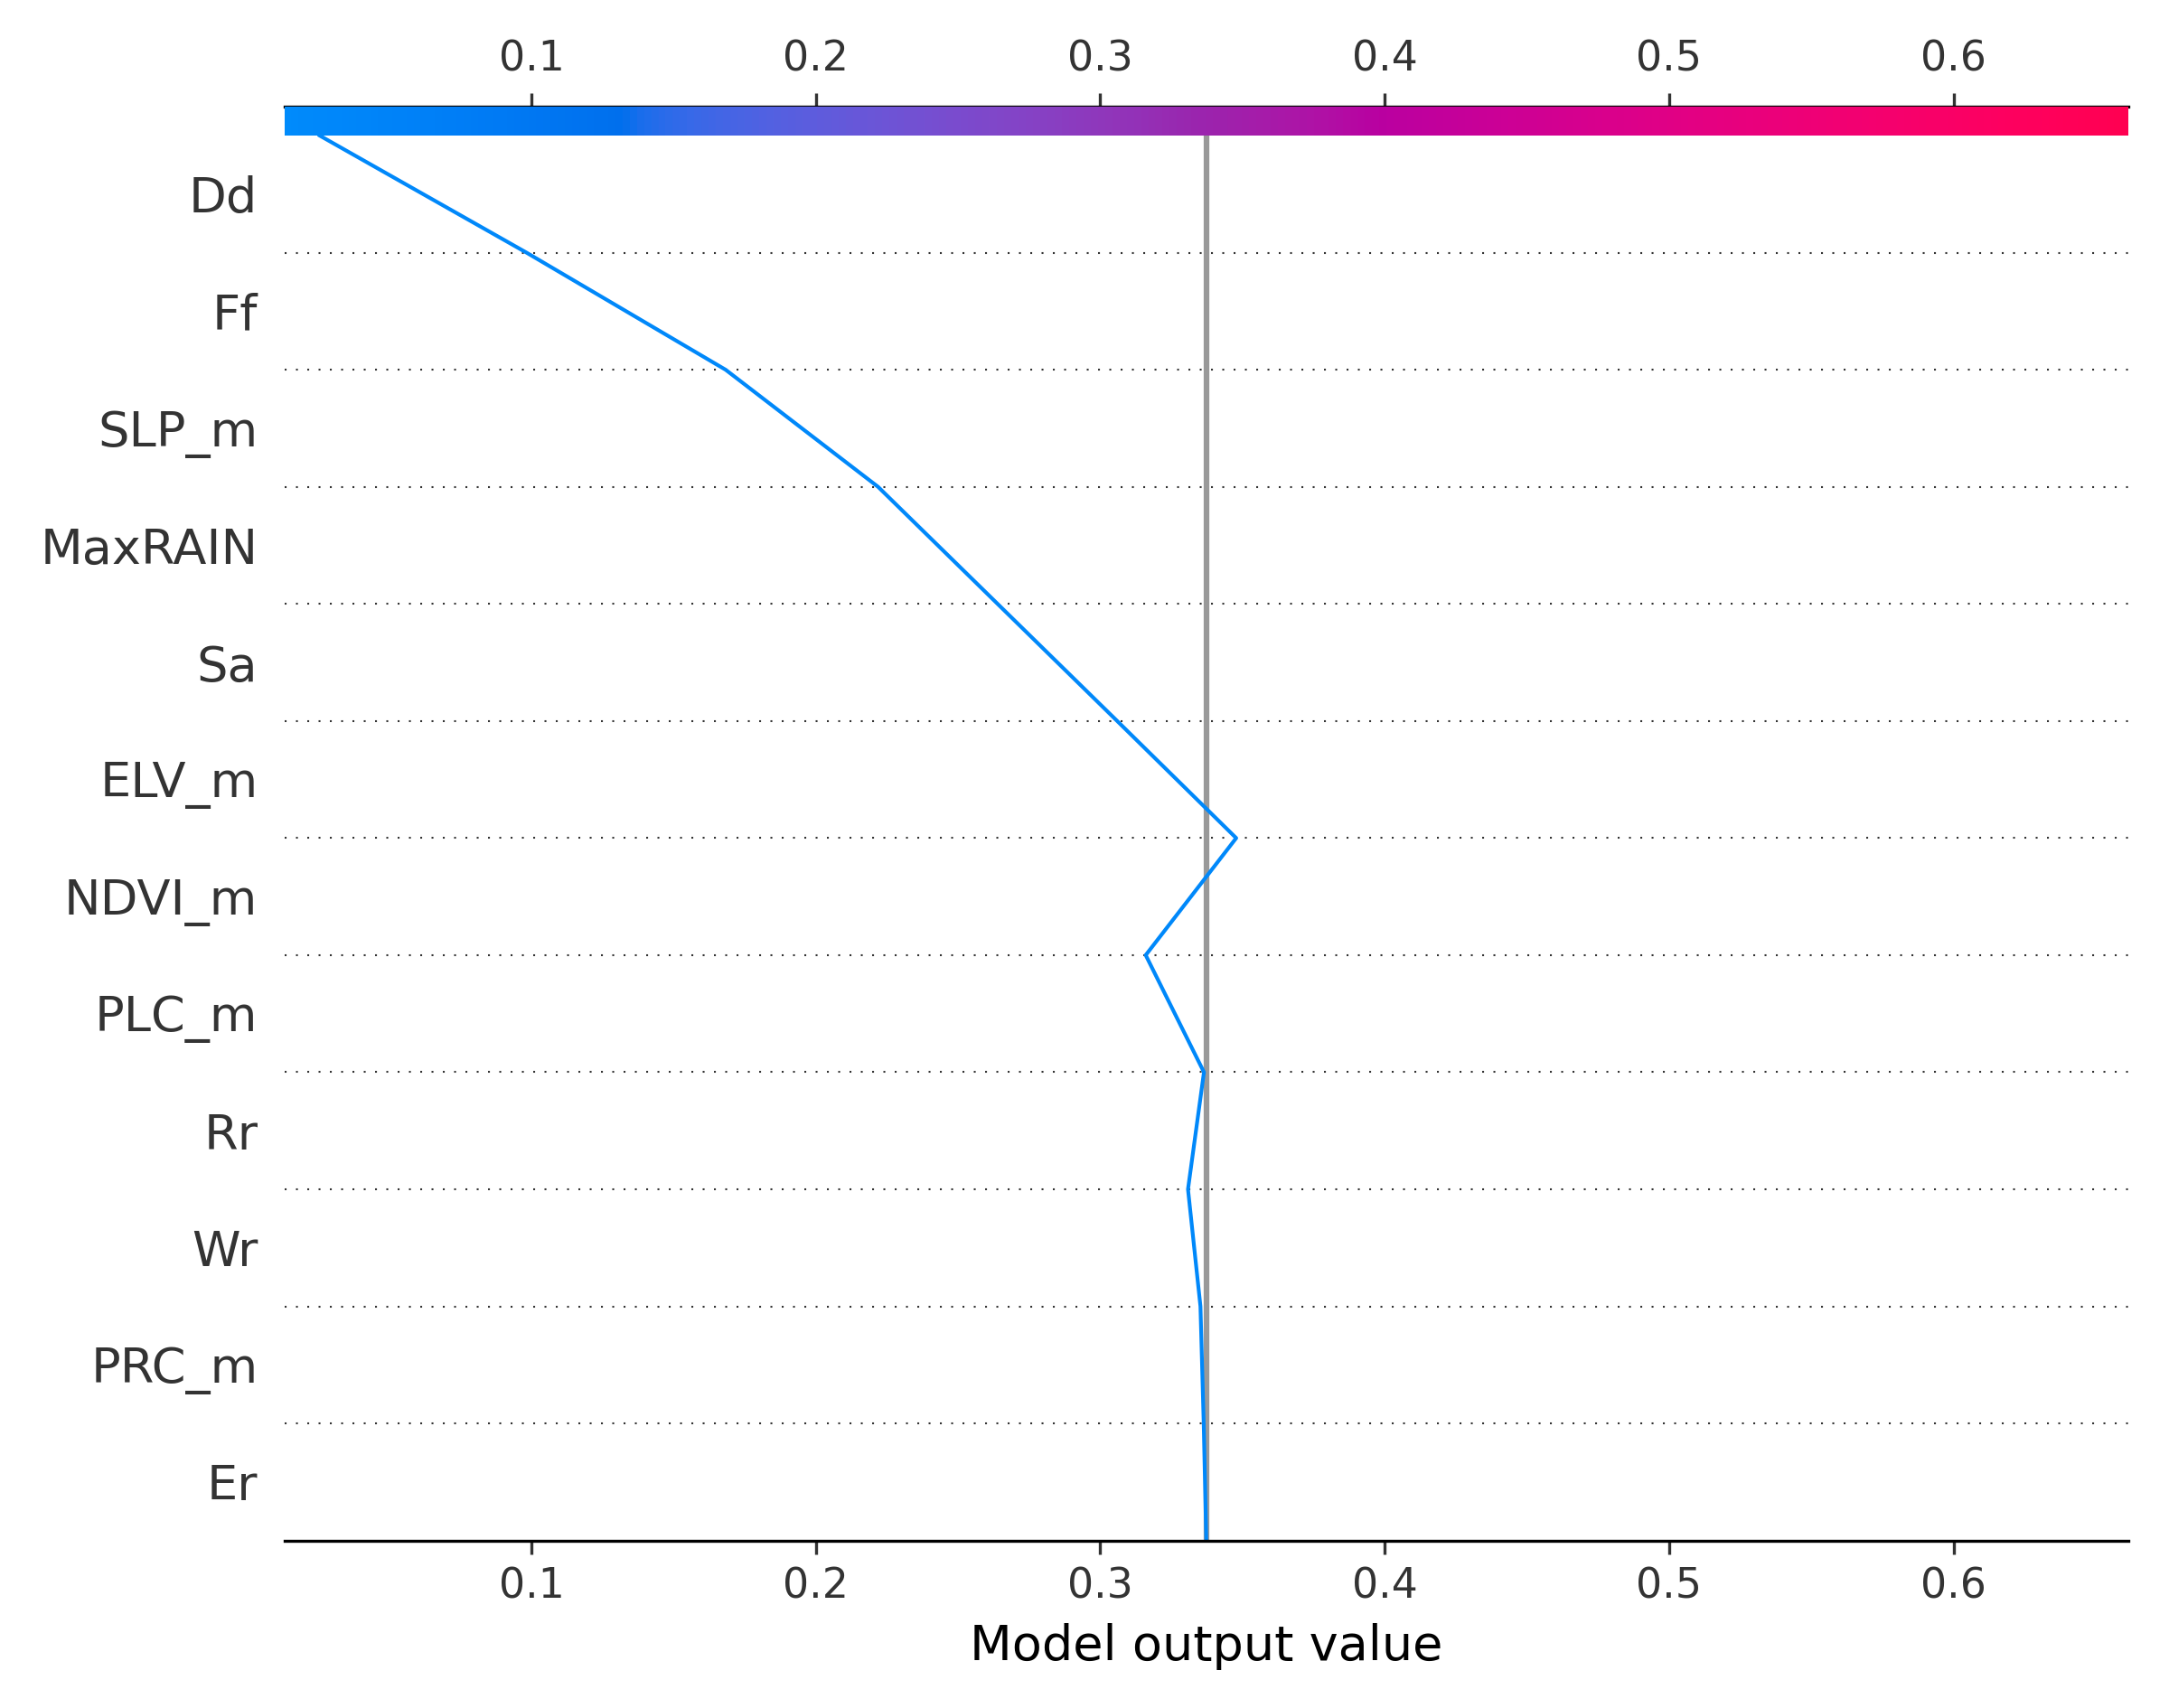 0.1 0.2 0.3 0.4 0.5 0.6
Dd
Ff
SLP_m
MaxRAIN
Sa
ELV_m
NDVI_m
PLC_m
Rr
Wr
PRC_m
Er
0.1 0.2 0.3 0.4 0.5 0.6
Model output value